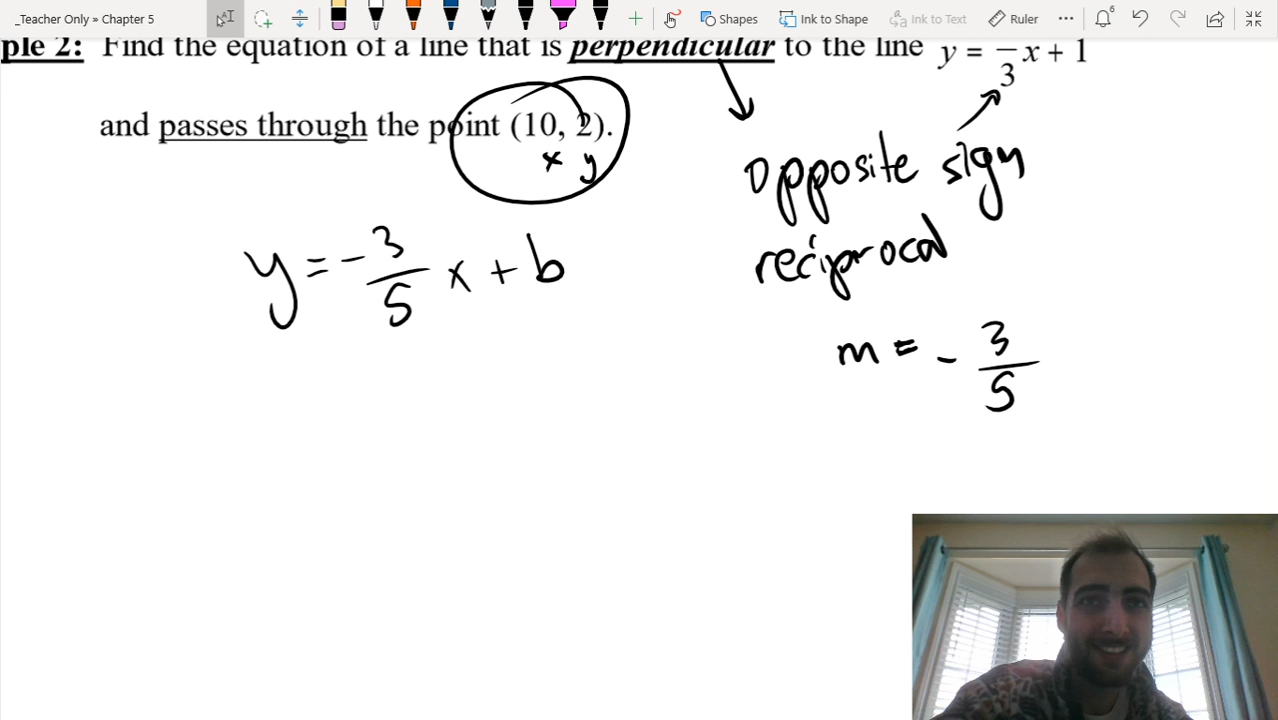 _Teacher Only » Chapter 5
Shapes
Ink to Shape
Ink to Text
Ruler
6
ple 2: Find the equation of a line that is perpendicular to the line y = —/3 x + 1
and passes through the point (10, 2).
x y
opposite sign
reciprocal
y = -3/5 x + b
m = -3/5